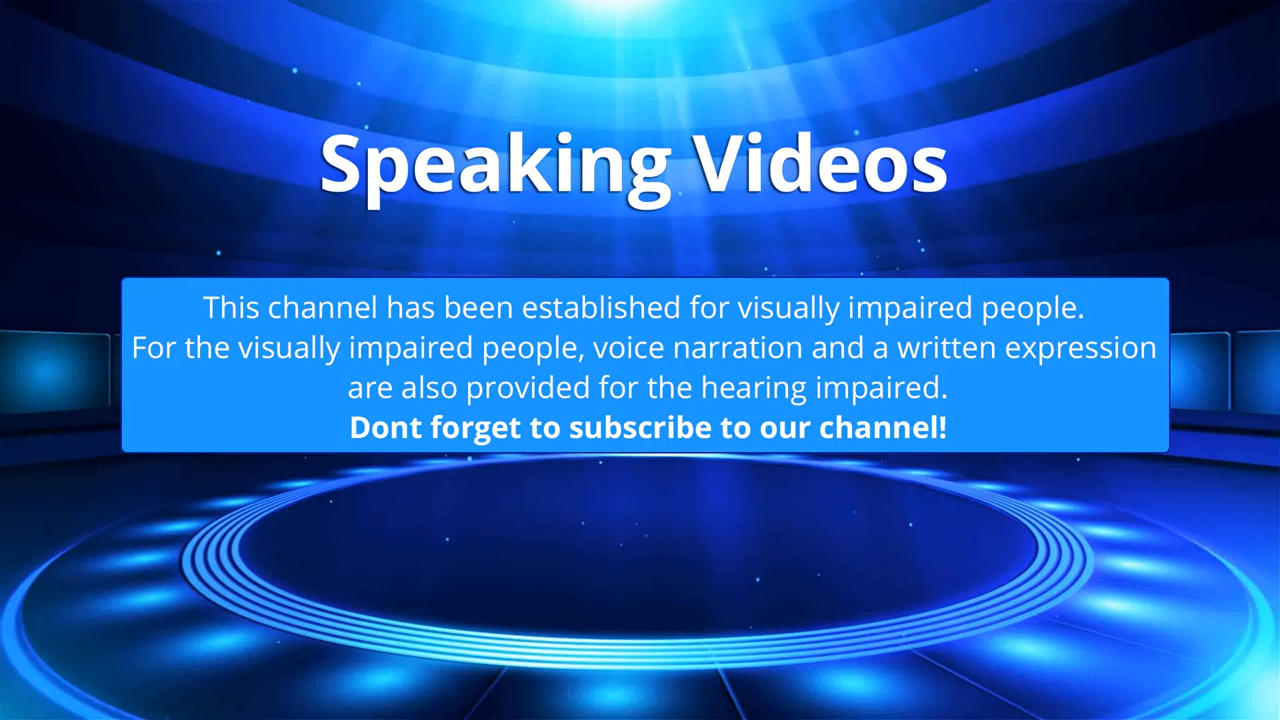 Speaking Videos
This channel has been established for visually impaired people.
For the visually impaired people, voice narration and a written expression
are also provided for the hearing impaired.
Dont forget to subscribe to our channel!